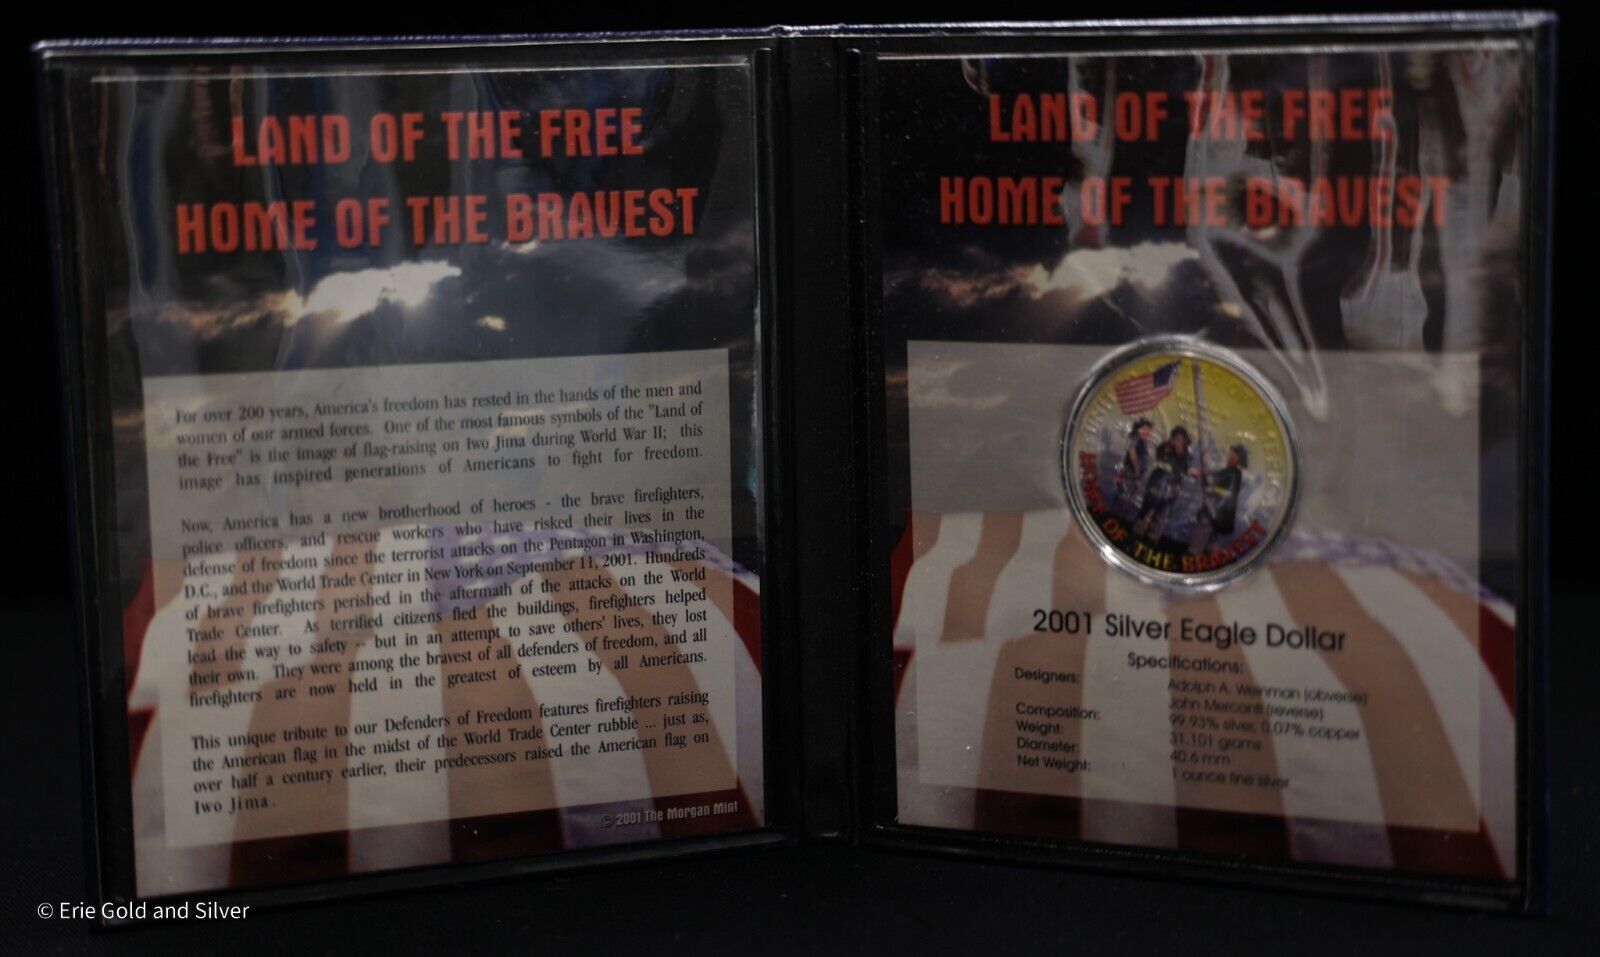 LAND OF THE FREE
HOME OF THE BRAVEST
For over 200 years, America's freedom has rested in the hands of the men and
women of our armed forces. One of the most famous symbols of the "Land of
the Free" is the image of flag-raising on Iwo Jima during World War II; this
image has inspired generations of Americans to fight for freedom.
Now, America has a new brotherhood of heroes - the brave firefighters,
police officers, and rescue workers who have risked their lives in the
defense of freedom since the terrorist attacks on the Pentagon in Washington,
D.C., and the World Trade Center in New York on September 11, 2001. Hundreds
of brave firefighters perished in the aftermath of the attacks on the World
Trade Center. As terrified citizens fled the buildings, firefighters helped
lead the way to safety -- but in an attempt to save others' lives, they lost
their own. They were among the bravest of all defenders of freedom, and all
firefighters are now held in the greatest of esteem by all Americans.
This unique tribute to our Defenders of Freedom features firefighters raising
the American flag in the midst of the World Trade Center rubble ... just as,
over half a century earlier, their predecessors raised the American flag on
Iwo Jima.
© 2001 The Morgan Mint
LAND OF THE FREE
HOME OF THE BRAVEST
HOME OF THE BRAVEST
2001 Silver Eagle Dollar
Specifications:
Designers: Adolph A. Weinman (obverse)
John Mercanti (reverse)
Composition: 99.93% silver, 0.07% copper
Weight: 31.101 grams
Diameter: 40.6 mm
Net Weight: 1 ounce fine silver
© Erie Gold and Silver